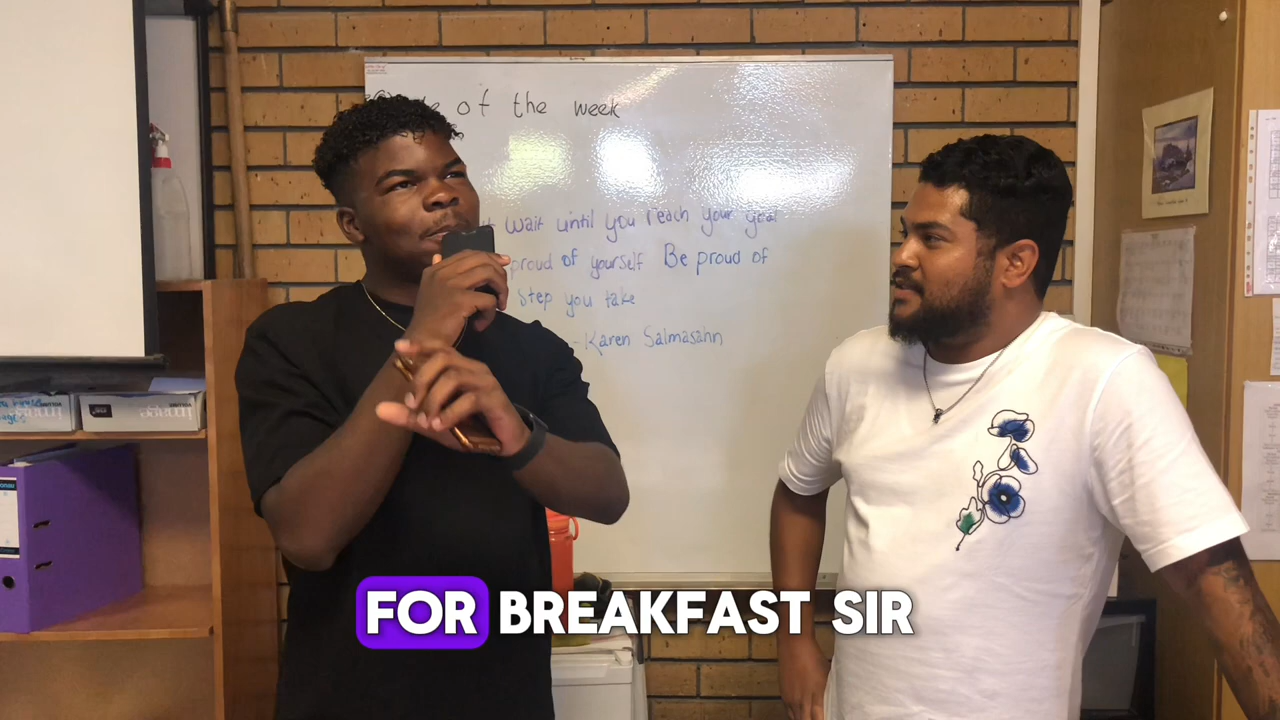 of the week
wait until you reach your goal
proud of yourself Be proud of
step you take
-Karen Salmasahn
FOR BREAKFAST SIR